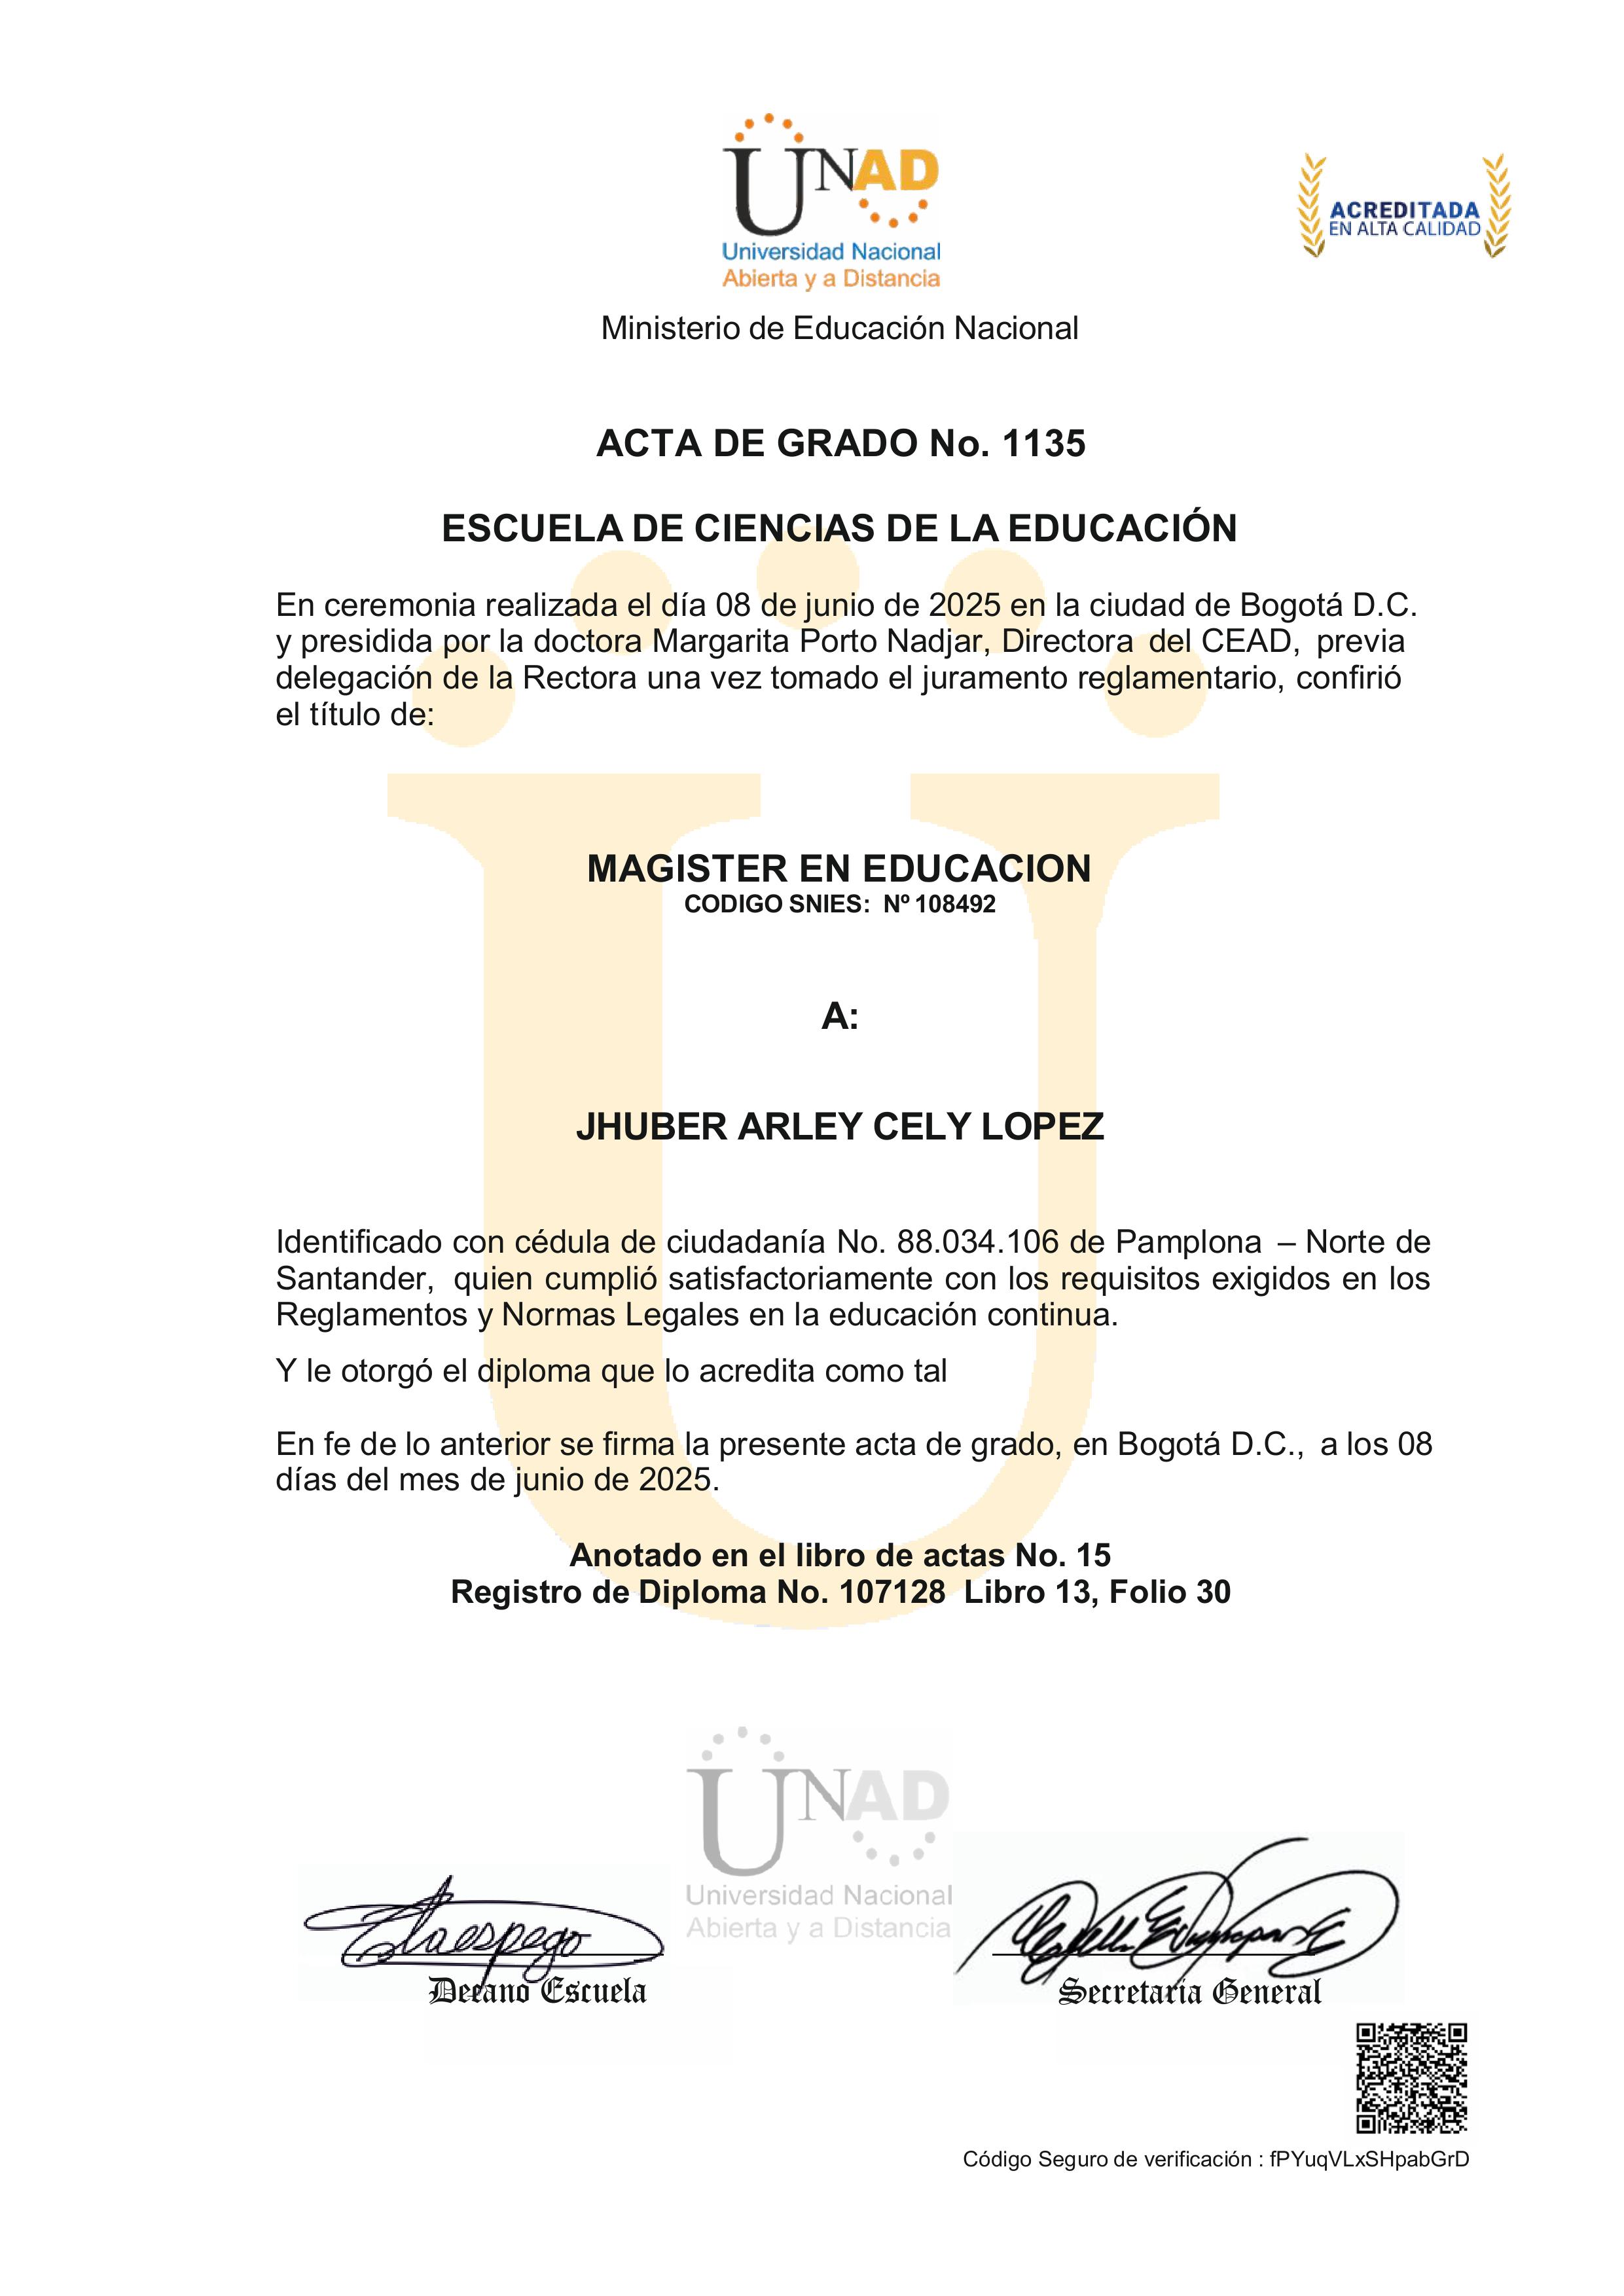 UNAD
Universidad Nacional
Abierta y a Distancia
ACREDITADA
EN ALTA CALIDAD
Ministerio de Educación Nacional
ACTA DE GRADO No. 1135
ESCUELA DE CIENCIAS DE LA EDUCACIÓN
En ceremonia realizada el día 08 de junio de 2025 en la ciudad de Bogotá D.C.
y presidida por la doctora Margarita Porto Nadjar, Directora del CEAD, previa
delegación de la Rectora una vez tomado el juramento reglamentario, confirió
el título de:
MAGISTER EN EDUCACION
CODIGO SNIES: Nº 108492
A:
JHUBER ARLEY CELY LOPEZ
Identificado con cédula de ciudadanía No. 88.034.106 de Pamplona – Norte de
Santander, quien cumplió satisfactoriamente con los requisitos exigidos en los
Reglamentos y Normas Legales en la educación continua.
Y le otorgó el diploma que lo acredita como tal
En fe de lo anterior se firma la presente acta de grado, en Bogotá D.C., a los 08
días del mes de junio de 2025.
Anotado en el libro de actas No. 15
Registro de Diploma No. 107128 Libro 13, Folio 30
UNAD
Universidad Nacional
Abierta y a Distancia
Decano Escuela
Secretaría General
Código Seguro de verificación : fPYuqVLxSHpabGrD